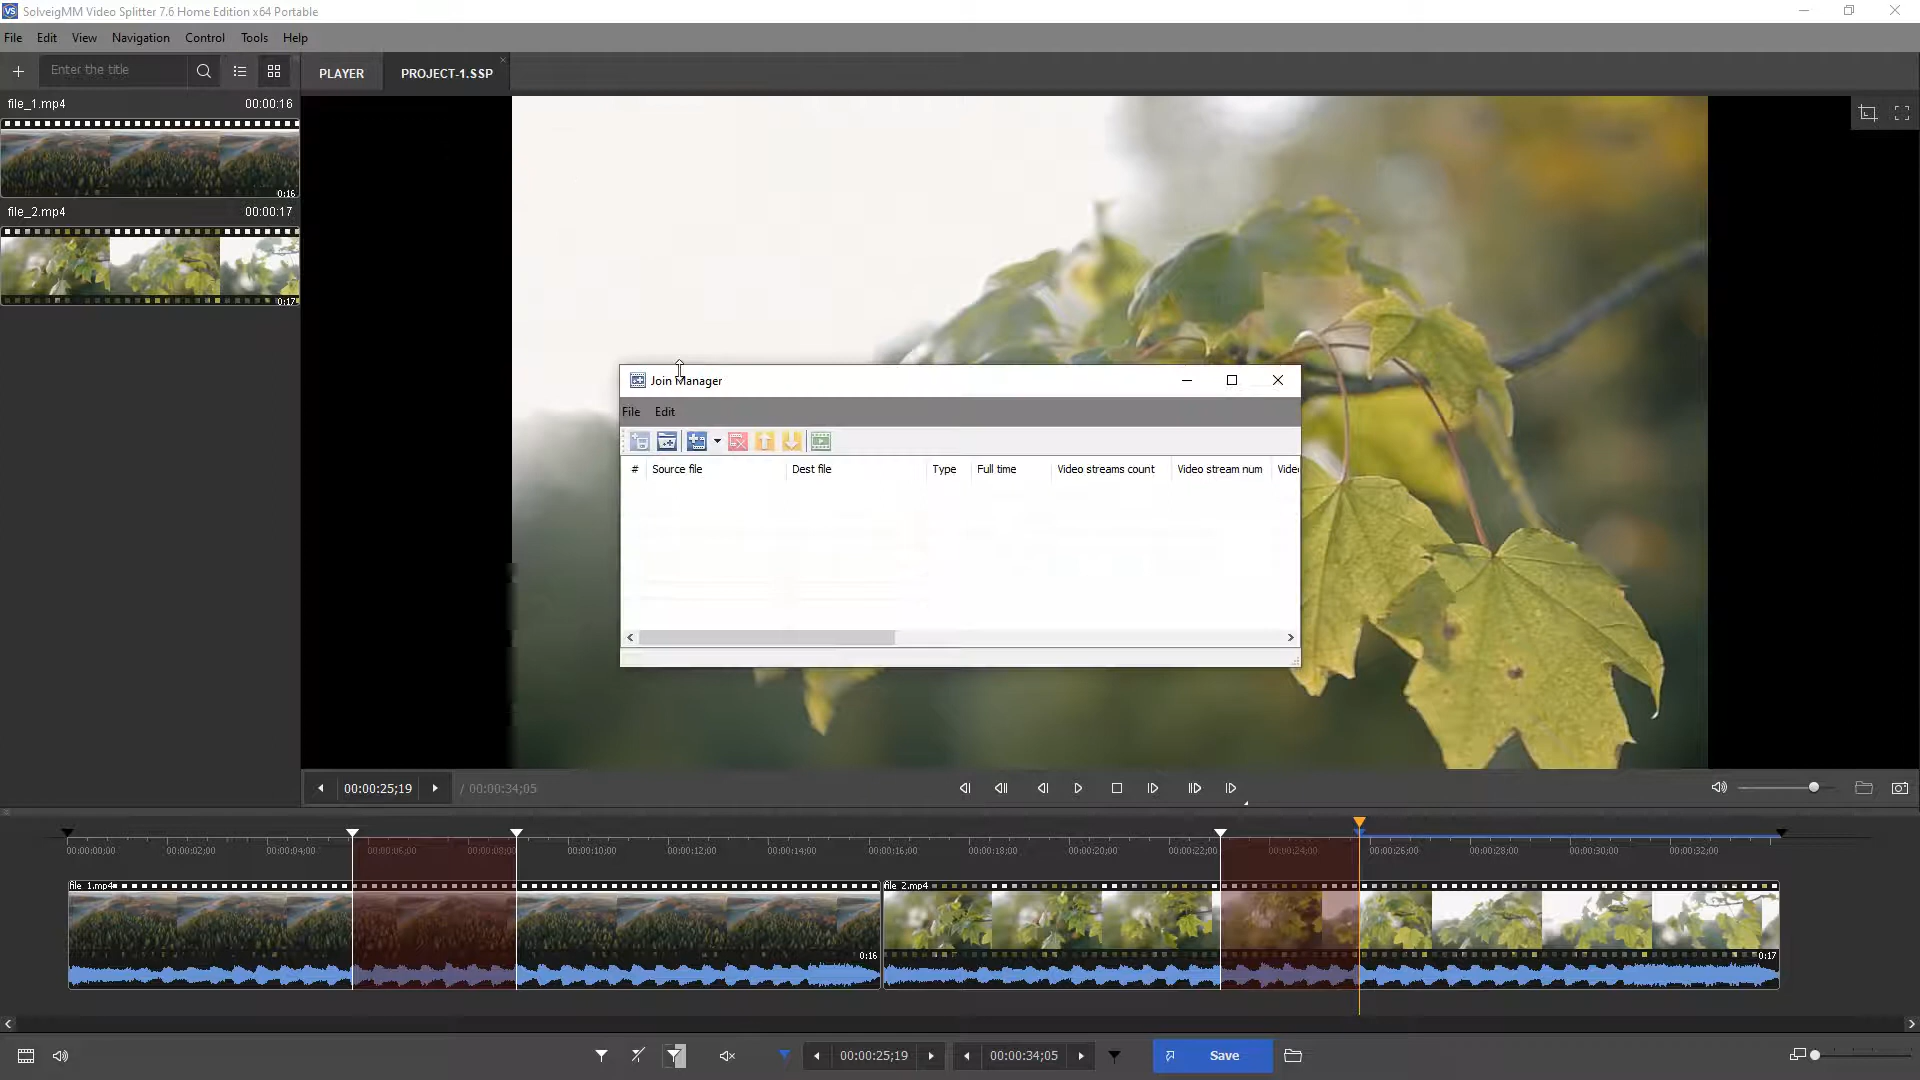 SolveigMM Video Splitter 7.6 Home Edition x64 Portable
File Edit View Navigation Control Tools Help
Enter the title
PLAYER
PROJECT-1.SSP
file_1.mp4 00:00:16
0:16
file_2.mp4 00:00:17
0:17
Join Manager
File Edit
# Source file Dest file Type Full time Video streams count Video stream num Video
00:00:25;19 / 00:00:34;05
00:00:00;00 00:00:02;00 00:00:04;00 00:00:06;00 00:00:08;00 00:00:10;00 00:00:12;00 00:00:14;00 00:00:16;00 00:00:18;00 00:00:20;00 00:00:22;00 00:00:24;00 00:00:26;00 00:00:28;00 00:00:30;00 00:00:32;00
file_1.mp4 file_2.mp4
0:16 0:17
00:00:25;19 00:00:34;05 Save